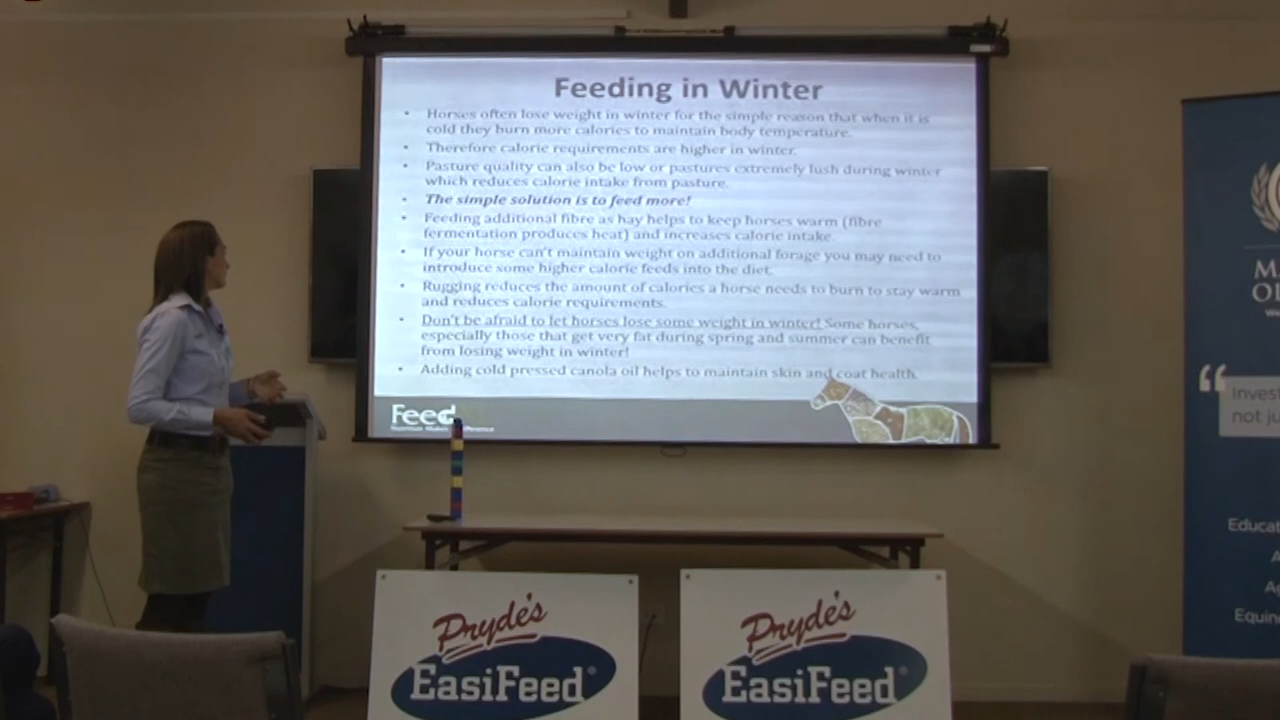 Feeding in Winter
• Horses often lose weight in winter for the simple reason that when it is
cold they burn more calories to maintain body temperature.
• Therefore calorie requirements are higher in winter.
• Pasture quality can also be low or pastures extremely lush during winter
which reduces calorie intake from pasture.
• The simple solution is to feed more!
• Feeding additional fibre as hay helps to keep horses warm (fibre
fermentation produces heat) and increases calorie intake.
• If your horse can't maintain weight on additional forage you may need to
introduce some higher calorie feeds into the diet.
• Rugging reduces the amount of calories a horse needs to burn to stay warm
and reduces calorie requirements.
• Don't be afraid to let horses lose some weight in winter! Some horses,
especially those that get very fat during spring and summer can benefit
from losing weight in winter!
• Adding cold pressed canola oil helps to maintain skin and coat health.
Feed
Pryde's
EasiFeed®
Pryde's
EasiFeed®
“
Invest
not ju
Educat
Equin